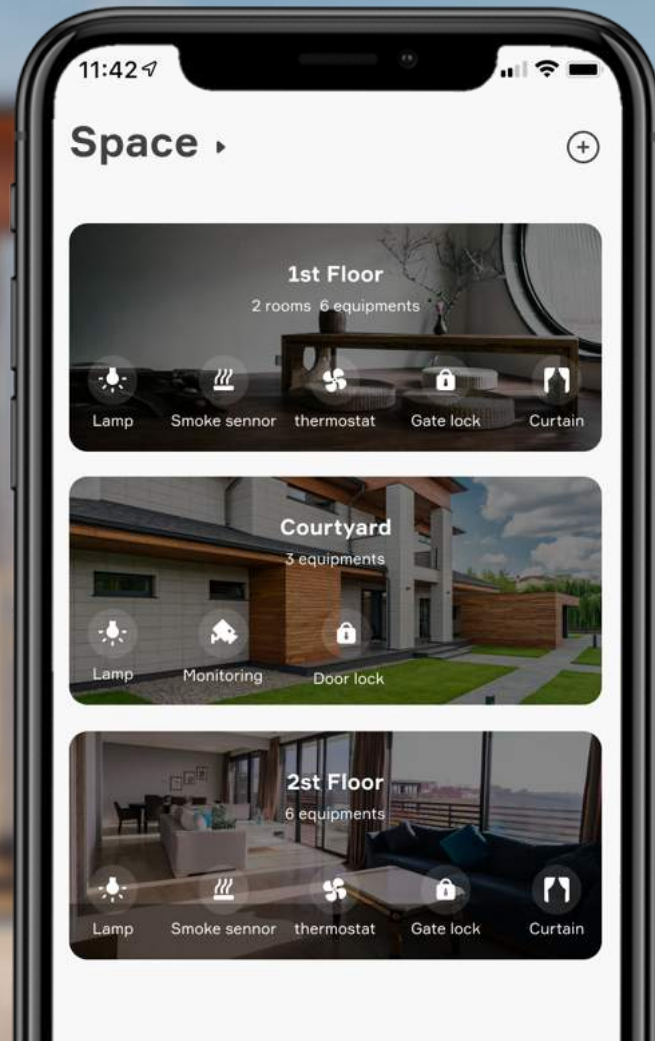 11:42
Space
1st Floor
2 rooms 6 equipments
Lamp Smoke sennor thermostat Gate lock Curtain
Courtyard
3 equipments
Lamp Monitoring Door lock
2st Floor
6 equipments
Lamp Smoke sennor thermostat Gate lock Curtain